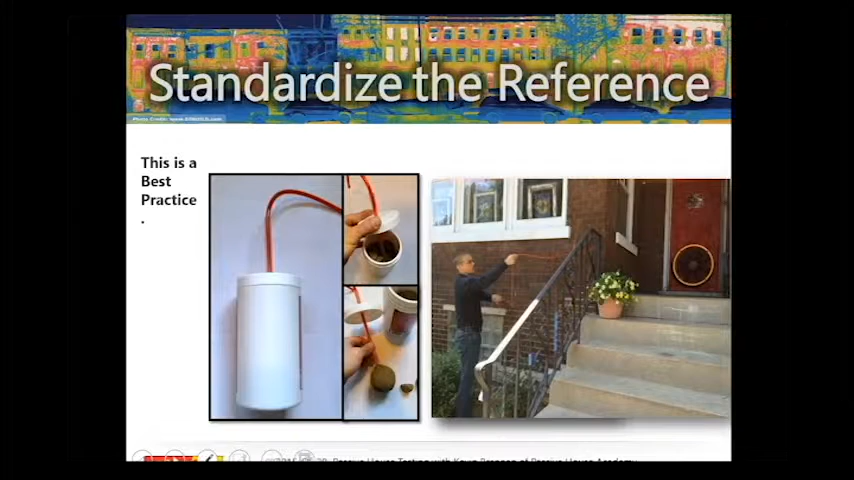 Standardize the Reference
This is a
Best
Practice
.